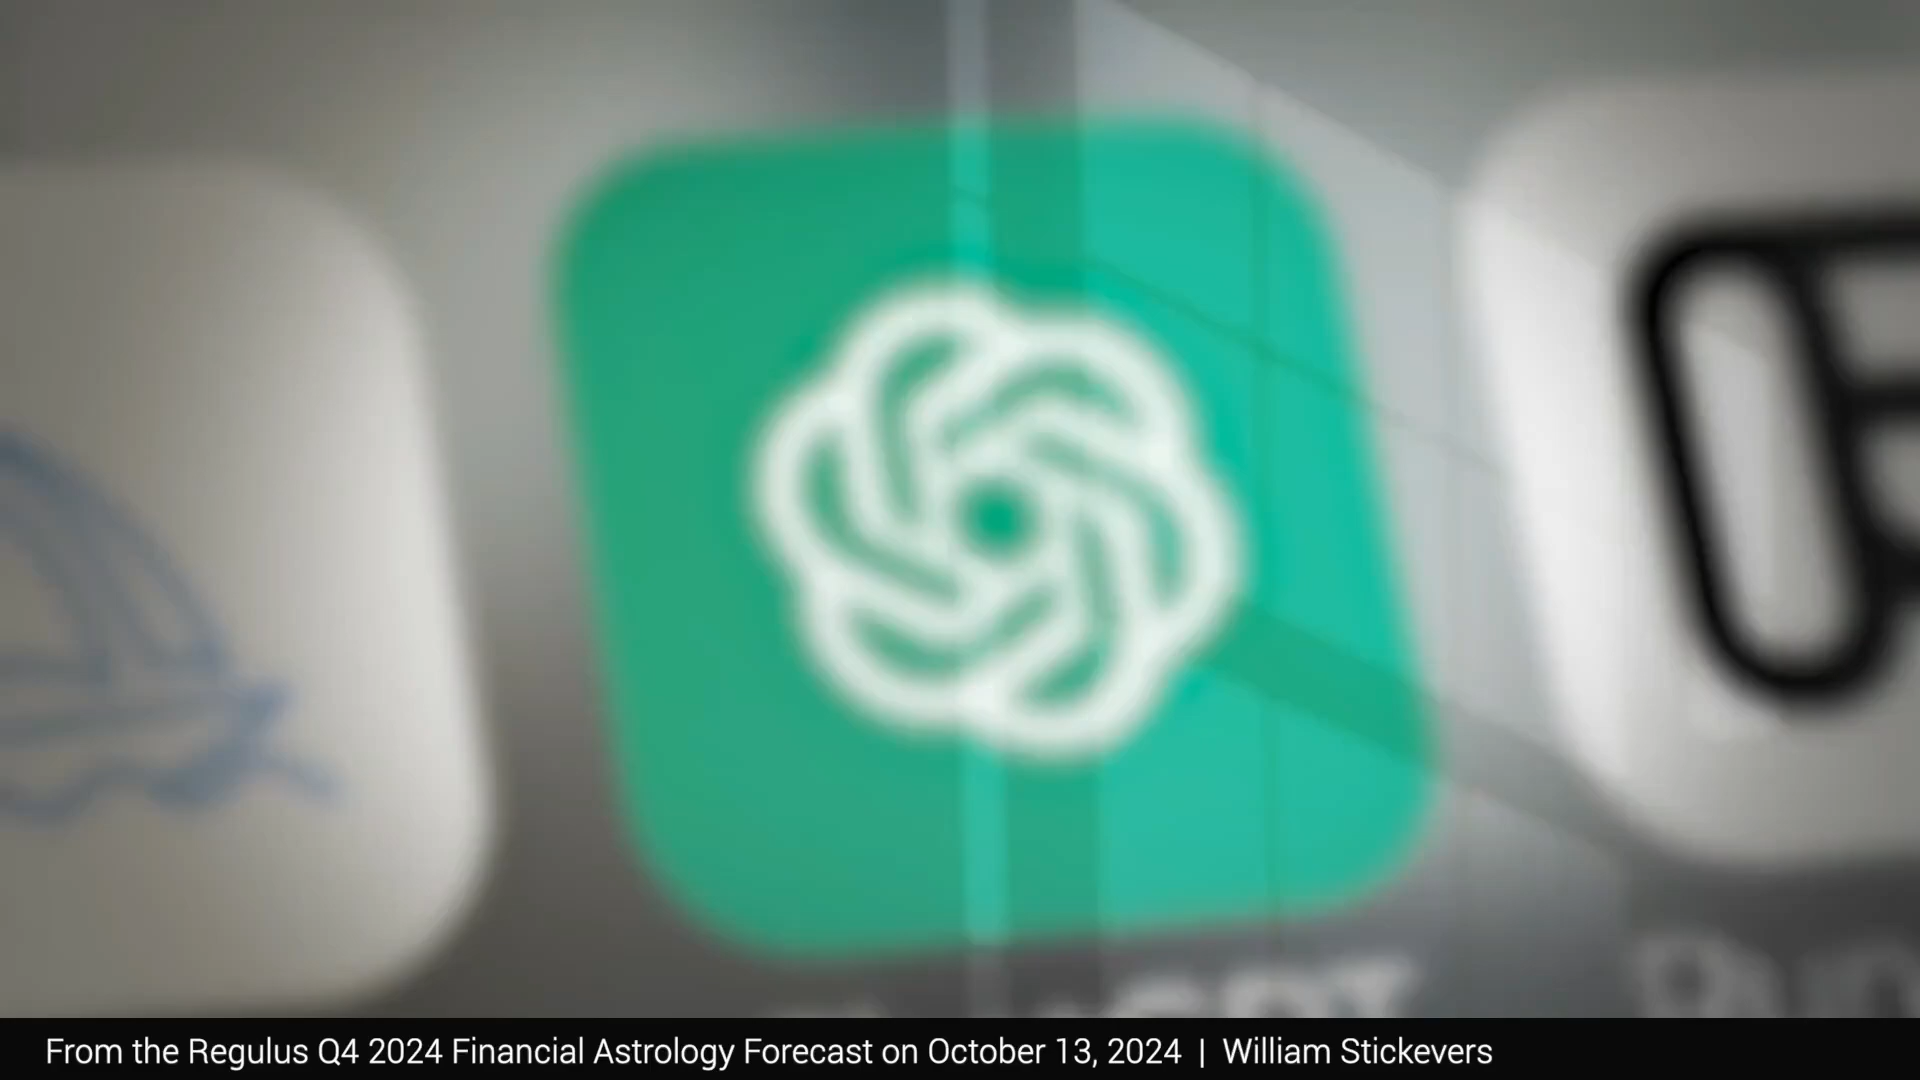 From the Regulus Q4 2024 Financial Astrology Forecast on October 13, 2024 | William Stickevers